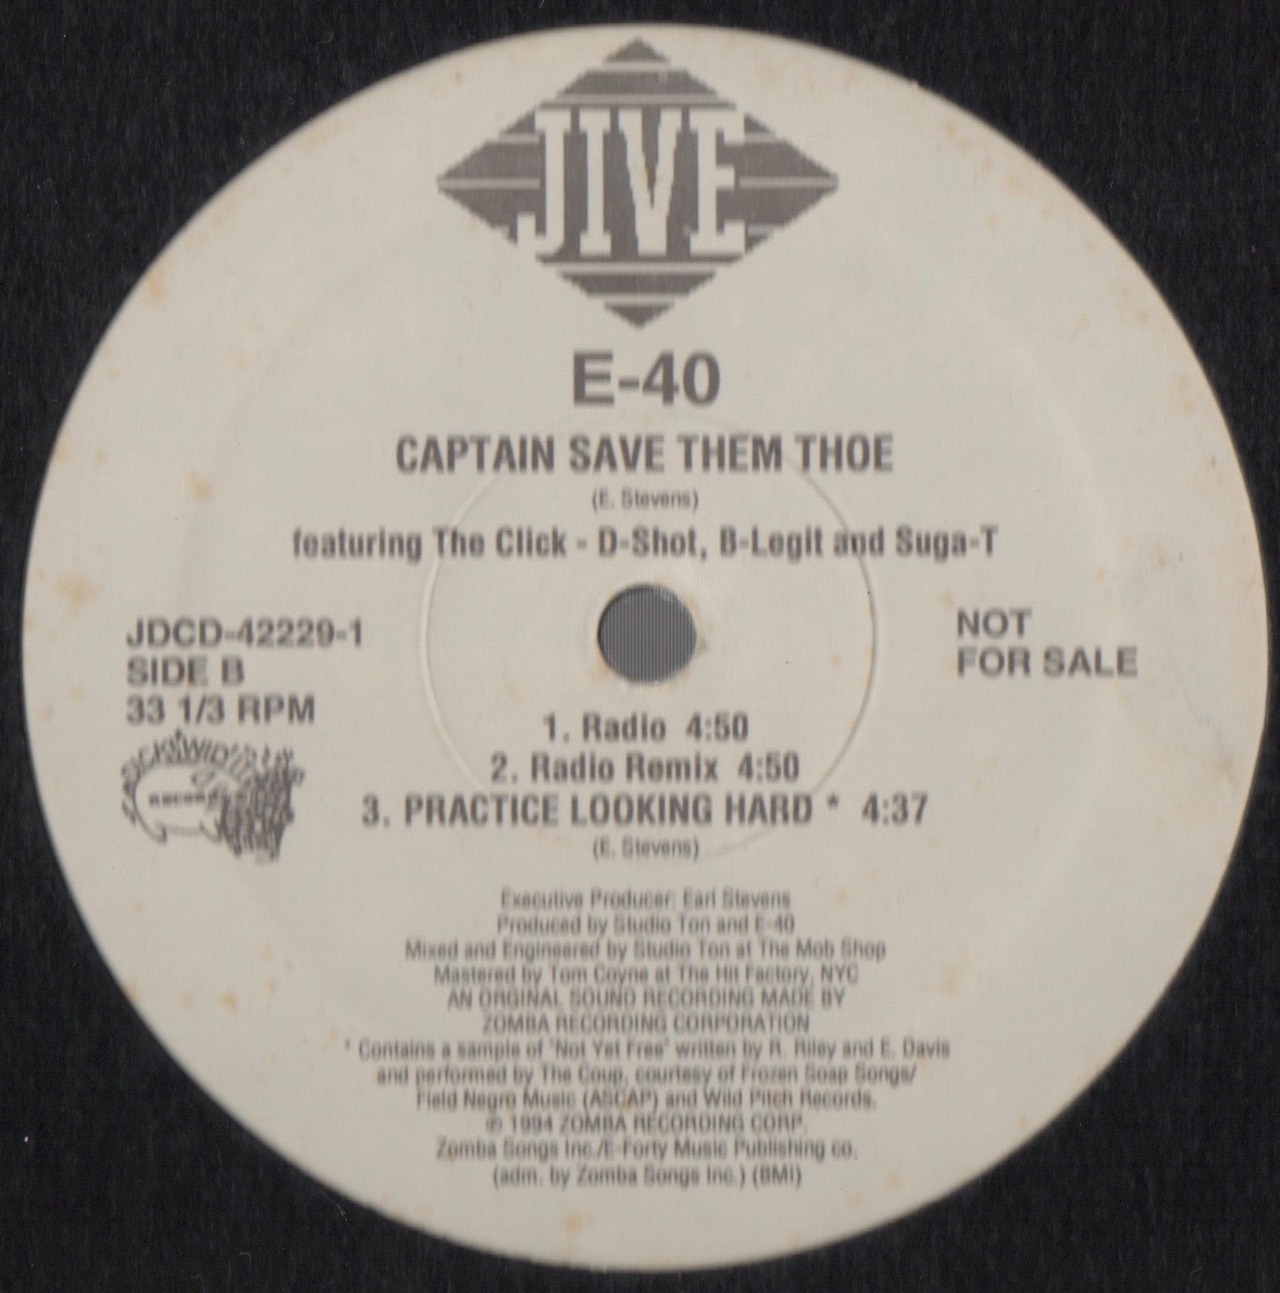 JIVE
E-40
CAPTAIN SAVE THEM THOE
(E. Stevens)
featuring The Click - D-Shot, B-Legit and Suga-T
JDCD-42229-1
SIDE B
33 1/3 RPM
NOT
FOR SALE
1. Radio 4:50
2. Radio Remix 4:50
3. PRACTICE LOOKING HARD * 4:37
(E. Stevens)
SICK WID IT
Executive Producer: Earl Stevens
Produced by Studio Ton and E-40
Mixed and Engineered by Studio Ton at The Mob Shop
Mastered by Tom Coyne at The Hit Factory, NYC
AN ORGINAL SOUND RECORDING MADE BY
ZOMBA RECORDING CORPORATION
* Contains a sample of "Not Yet Free" written by R. Riley and E. Davis
and performed by The Coup, courtesy of Frozen Soap Songs/
Field Negro Music (ASCAP) and Wild Pitch Records.
℗ 1994 ZOMBA RECORDING CORP.
Zomba Songs Inc./E-Forty Music Publishing co.
(adm. by Zomba Songs Inc.) (BMI)